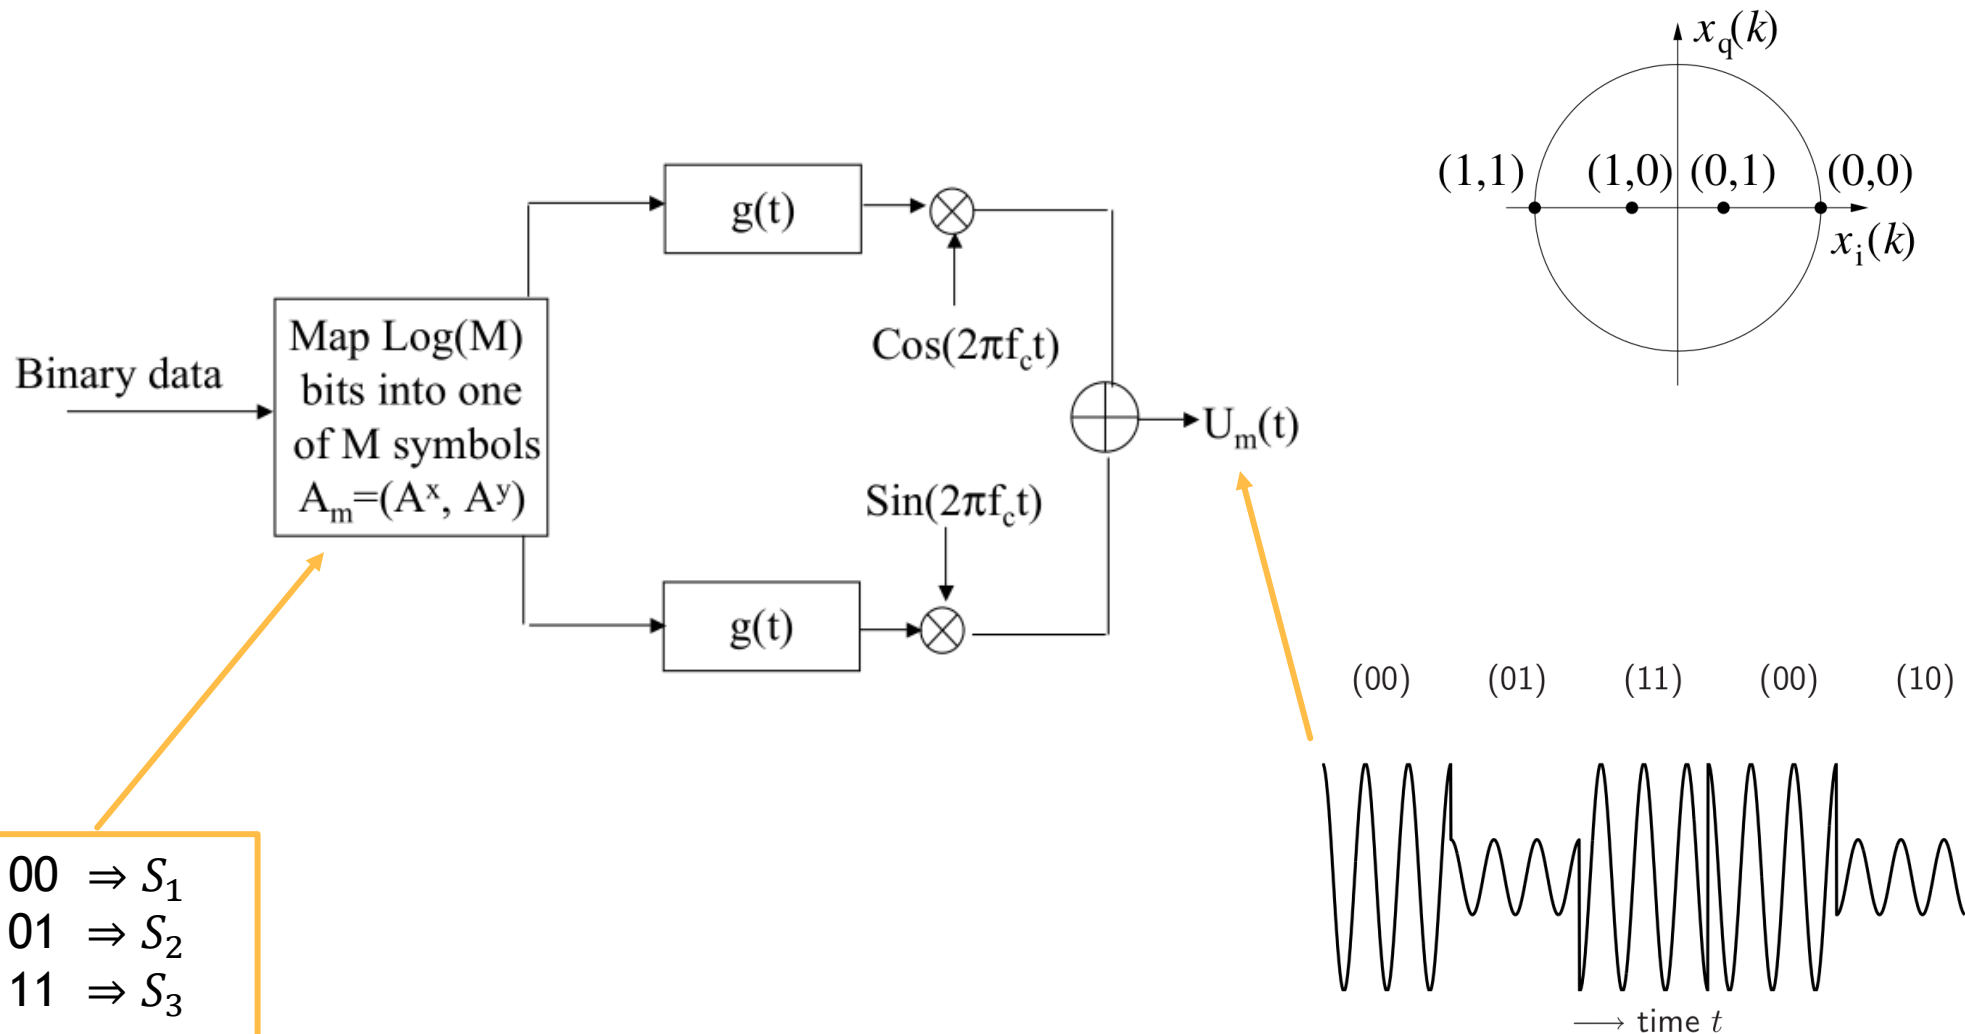 x_q(k)
(1,1) (1,0) (0,1) (0,0)
x_i(k)
g(t)
Cos(2πf_ct)
Map Log(M)
bits into one
of M symbols
A_m=(A^x, A^y)
Binary data
U_m(t)
Sin(2πf_ct)
g(t)
(00) (01) (11) (00) (10)
00 ⇒ S_1
01 ⇒ S_2
11 ⇒ S_3
⟶ time t